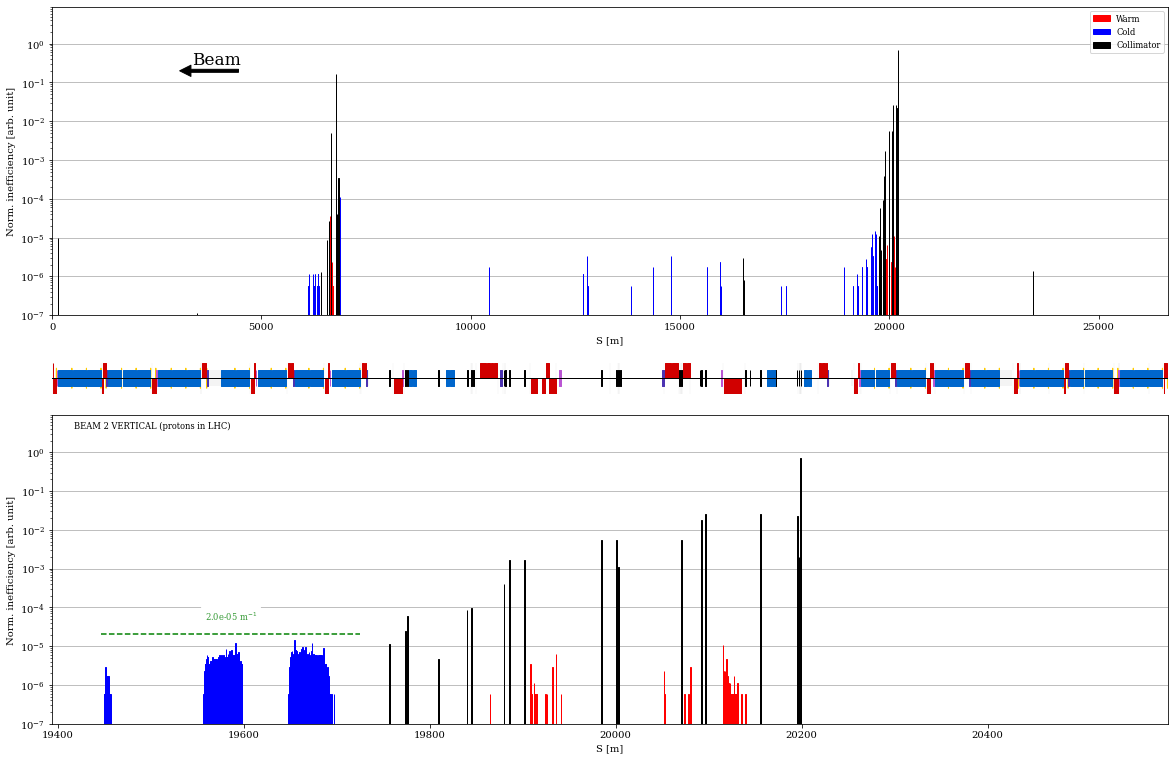 10⁰
10⁻¹
10⁻²
10⁻³
10⁻⁴
10⁻⁵
10⁻⁶
10⁻⁷
Norm. inefficiency [arb. unit]
Beam
Warm
Cold
Collimator
0 5000 10000 15000 20000 25000
S [m]
BEAM 2 VERTICAL (protons in LHC)
10⁰
10⁻¹
10⁻²
10⁻³
10⁻⁴
10⁻⁵
10⁻⁶
10⁻⁷
Norm. inefficiency [arb. unit]
2.0e-05 m⁻¹
19400 19600 19800 20000 20200 20400
S [m]